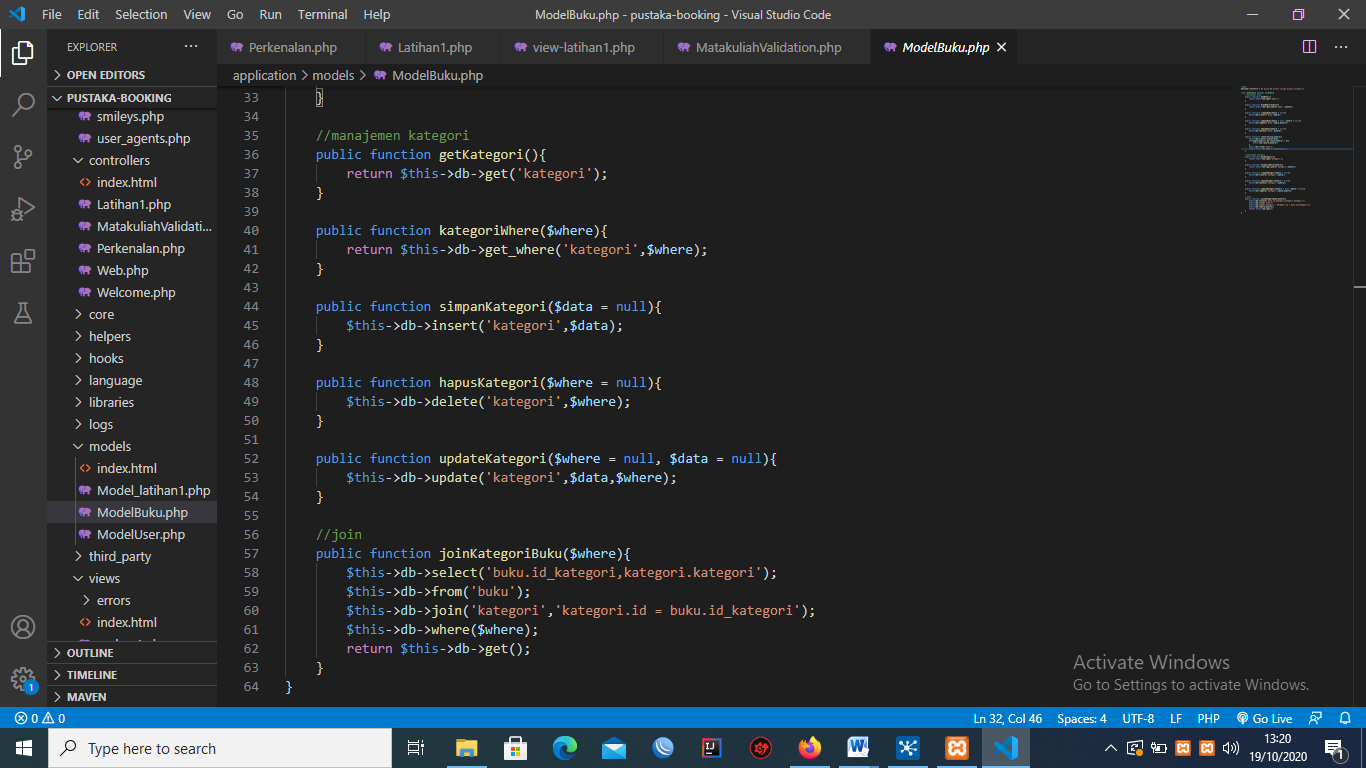 File Edit Selection View Go Run Terminal Help
ModelBuku.php - pustaka-booking - Visual Studio Code
EXPLORER ...
Perkenalan.php
Latihan1.php
view-latihan1.php
MatakuliahValidation.php
ModelBuku.php
OPEN EDITORS
PUSTAKA-BOOKING
smileys.php
user_agents.php
controllers
index.html
Latihan1.php
MatakuliahValidati...
Perkenalan.php
Web.php
Welcome.php
core
helpers
hooks
language
libraries
logs
models
index.html
Model_latihan1.php
ModelBuku.php
ModelUser.php
third_party
views
errors
index.html
OUTLINE
TIMELINE
MAVEN
application > models > ModelBuku.php
33 }
34
35 //manajemen kategori
36 public function getKategori(){
37 return $this->db->get('kategori');
38 }
39
40 public function kategoriWhere($where){
41 return $this->db->get_where('kategori',$where);
42 }
43
44 public function simpanKategori($data = null){
45 $this->db->insert('kategori',$data);
46 }
47
48 public function hapusKategori($where = null){
49 $this->db->delete('kategori',$where);
50 }
51
52 public function updateKategori($where = null, $data = null){
53 $this->db->update('kategori',$data,$where);
54 }
55
56 //join
57 public function joinKategoriBuku($where){
58 $this->db->select('buku.id_kategori,kategori.kategori');
59 $this->db->from('buku');
60 $this->db->join('kategori','kategori.id = buku.id_kategori');
61 $this->db->where($where);
62 return $this->db->get();
63 }
64 }
Activate Windows
Go to Settings to activate Windows.
1
0 0
Ln 32, Col 46 Spaces: 4 UTF-8 LF PHP Go Live
Type here to search
13:20
19/10/2020
1